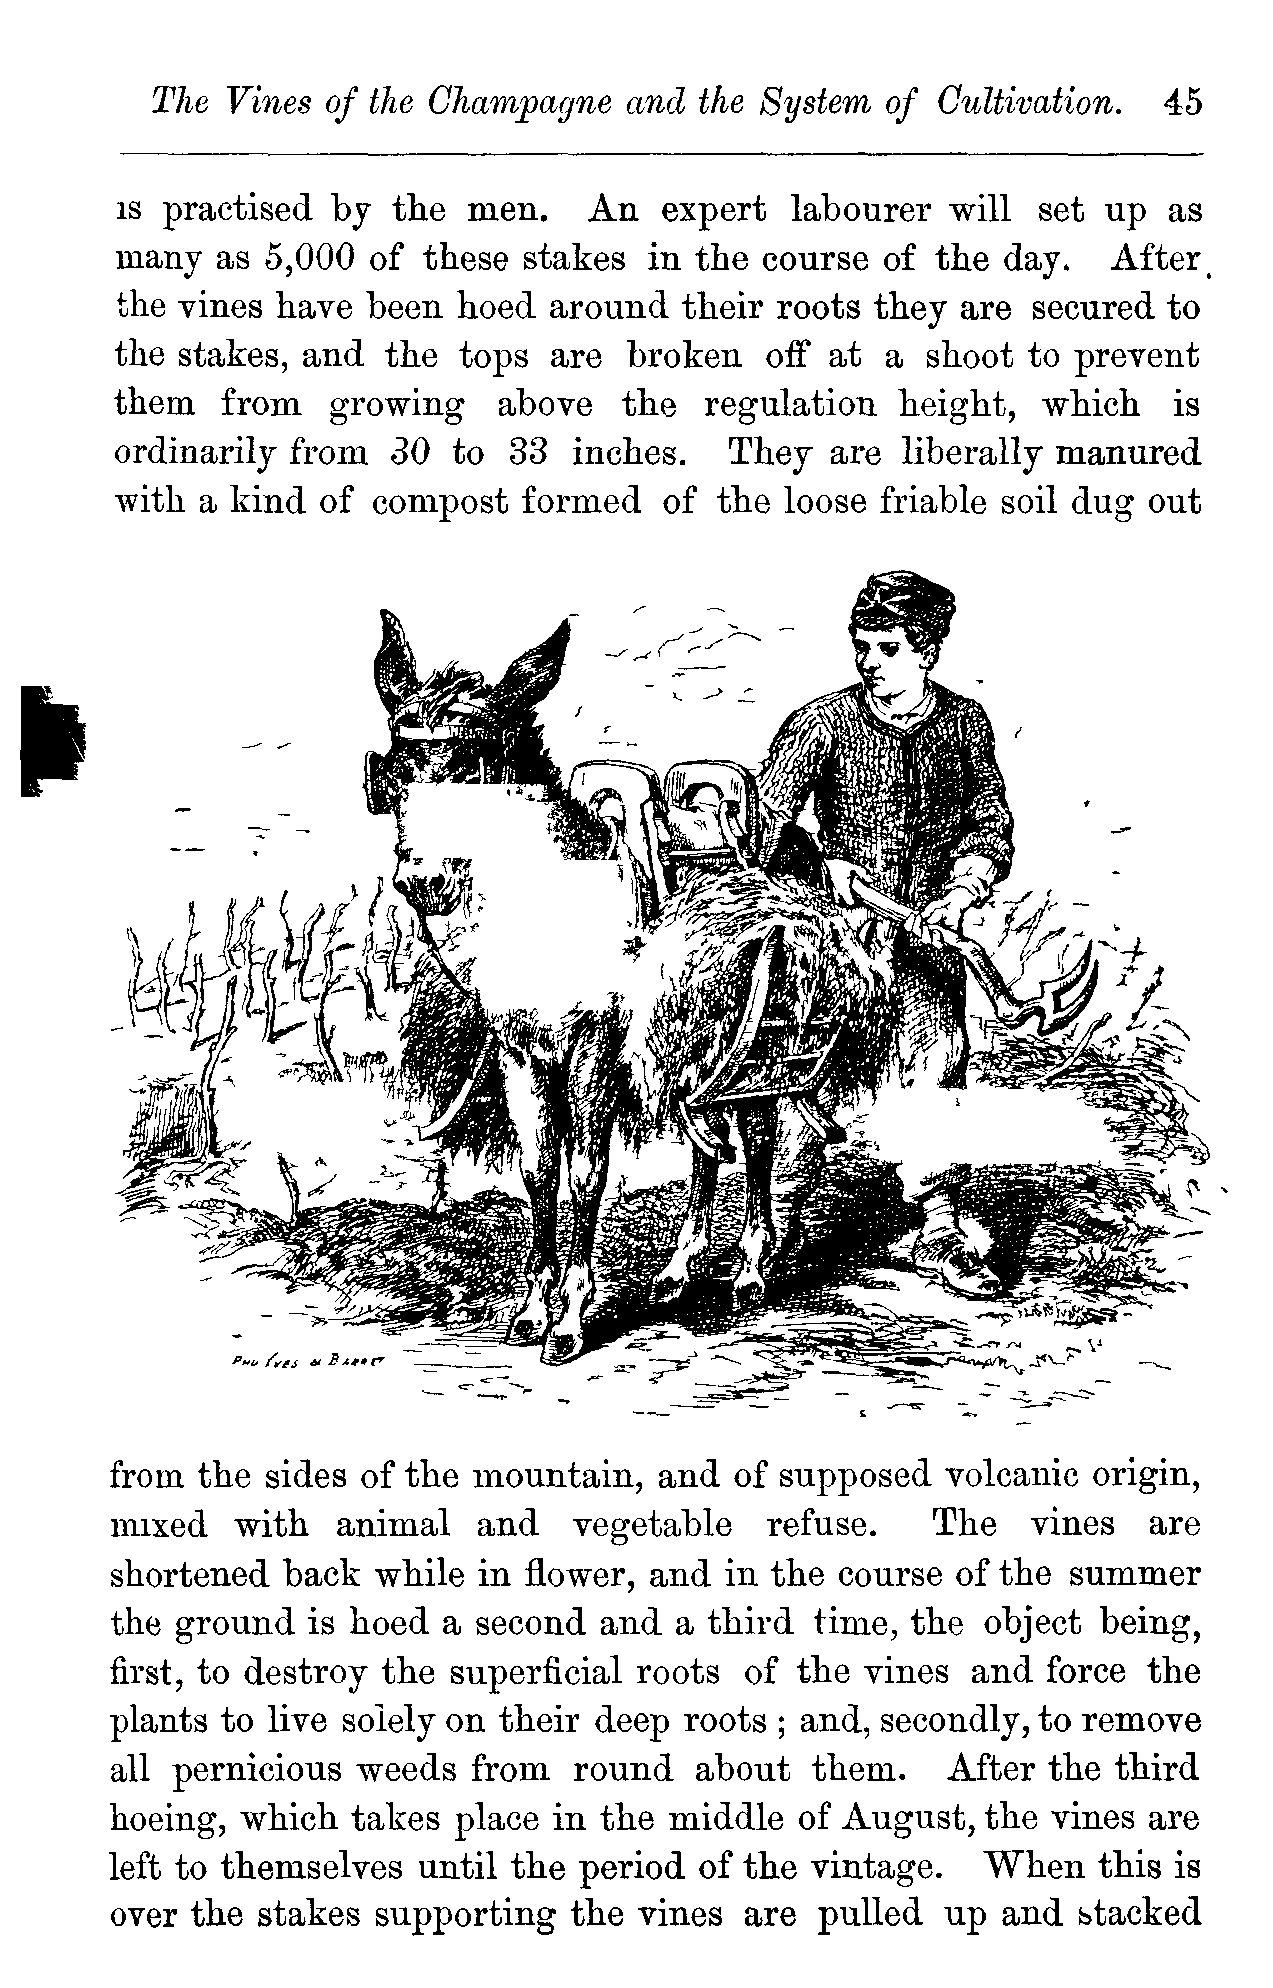 The Vines of the Champagne and the System of Cultivation. 45
is practised by the men. An expert labourer will set up as
many as 5,000 of these stakes in the course of the day. After
the vines have been hoed around their roots they are secured to
the stakes, and the tops are broken off at a shoot to prevent
them from growing above the regulation height, which is
ordinarily from 30 to 33 inches. They are liberally manured
with a kind of compost formed of the loose friable soil dug out
from the sides of the mountain, and of supposed volcanic origin,
mixed with animal and vegetable refuse. The vines are
shortened back while in flower, and in the course of the summer
the ground is hoed a second and a third time, the object being,
first, to destroy the superficial roots of the vines and force the
plants to live solely on their deep roots ; and, secondly, to remove
all pernicious weeds from round about them. After the third
hoeing, which takes place in the middle of August, the vines are
left to themselves until the period of the vintage. When this is
over the stakes supporting the vines are pulled up and stacked